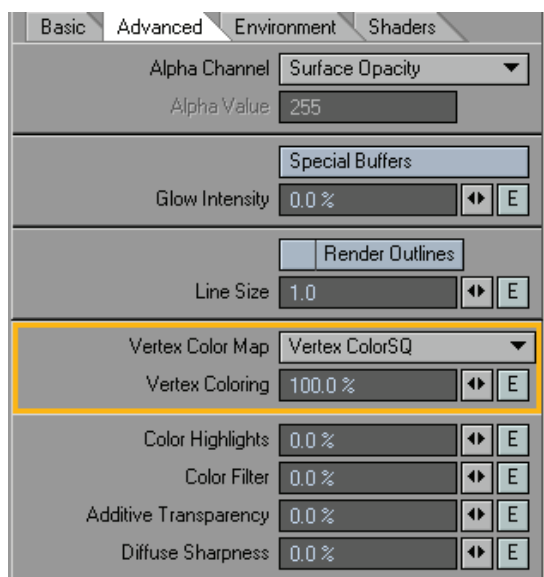 Basic Advanced Environment Shaders
Alpha Channel Surface Opacity
Alpha Value 255
Special Buffers
Glow Intensity 0.0 % E
Render Outlines
Line Size 1.0 E
Vertex Color Map Vertex ColorSQ
Vertex Coloring 100.0 % E
Color Highlights 0.0 % E
Color Filter 0.0 % E
Additive Transparency 0.0 % E
Diffuse Sharpness 0.0 % E